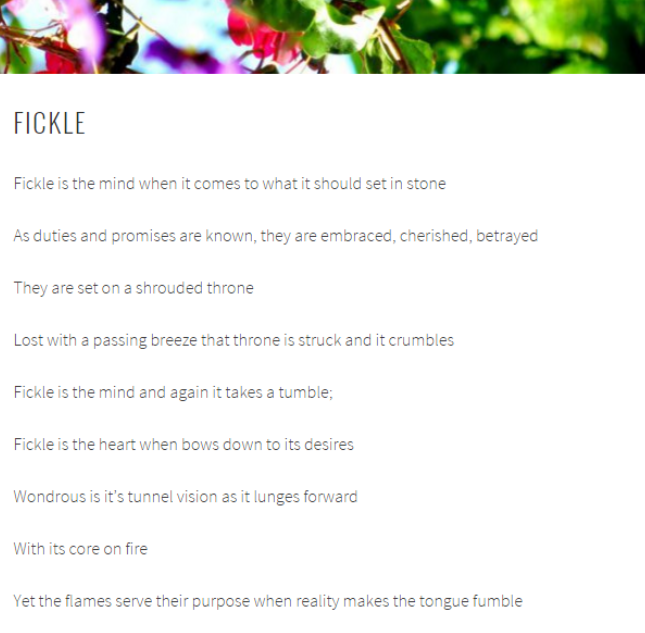 FICKLE
Fickle is the mind when it comes to what it should set in stone
As duties and promises are known, they are embraced, cherished, betrayed
They are set on a shrouded throne
Lost with a passing breeze that throne is struck and it crumbles
Fickle is the mind and again it takes a tumble;
Fickle is the heart when bows down to its desires
Wondrous is it's tunnel vision as it lunges forward
With its core on fire
Yet the flames serve their purpose when reality makes the tongue fumble